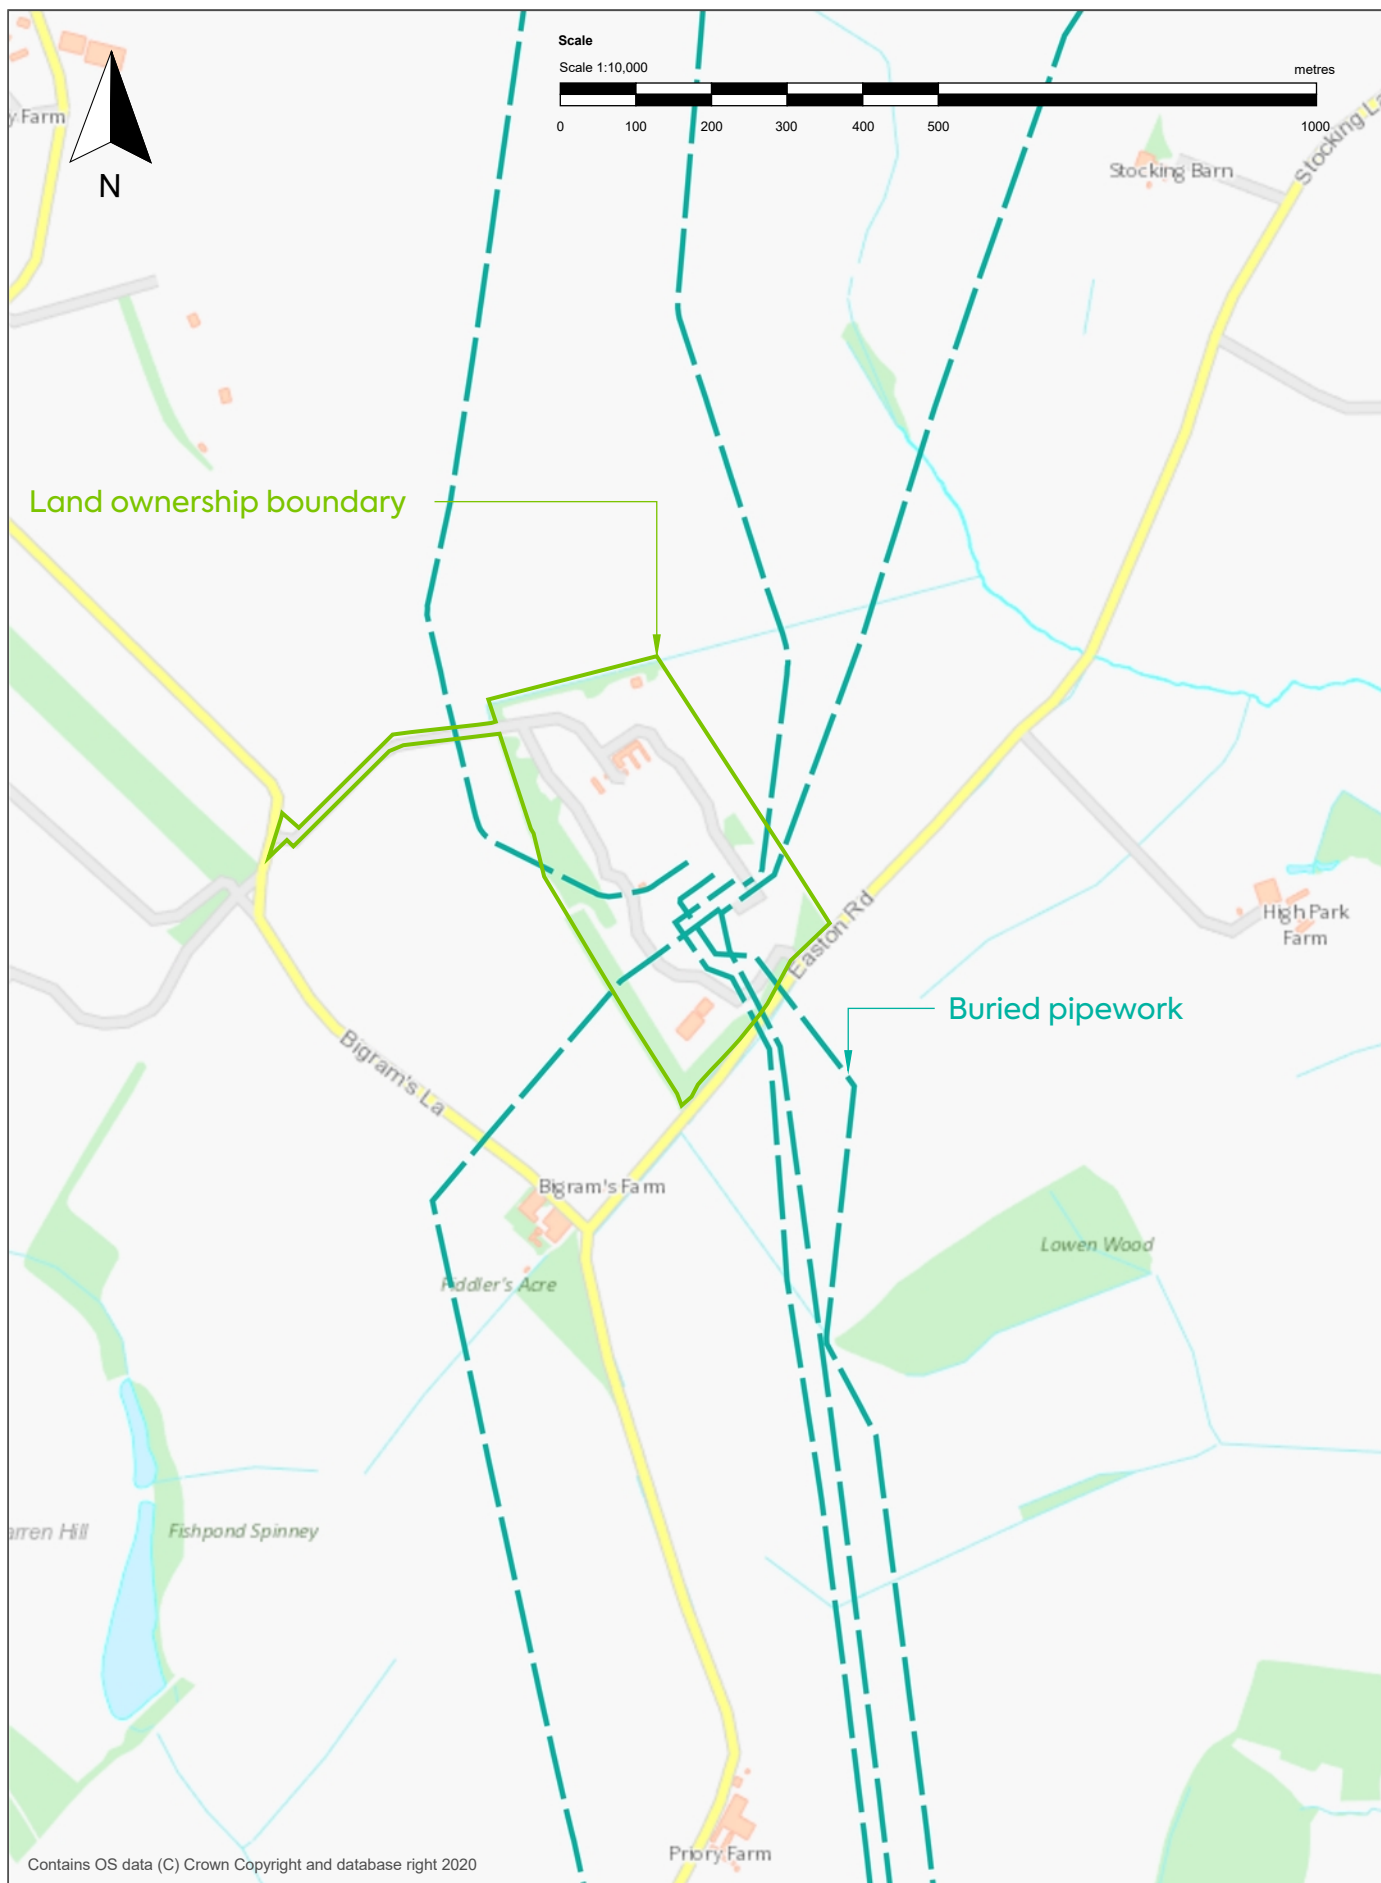 Scale
Scale 1:10,000
metres
0 100 200 300 400 500 1000
N
y Farm
Stocking Barn
Stocking La
Land ownership boundary
Easton Rd
High Park
Farm
Buried pipework
Bigram's La
Bigram's Farm
Lowen Wood
Fiddler's Acre
arren Hill
Fishpond Spinney
Priory Farm
Contains OS data (C) Crown Copyright and database right 2020